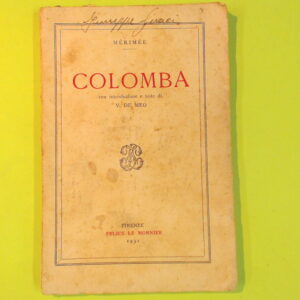 Giuseppe
MÉRIMÉE
COLOMBA
con introduzione e note di
V. DE MEO
FIRENZE
FELICE LE MONNIER
1931